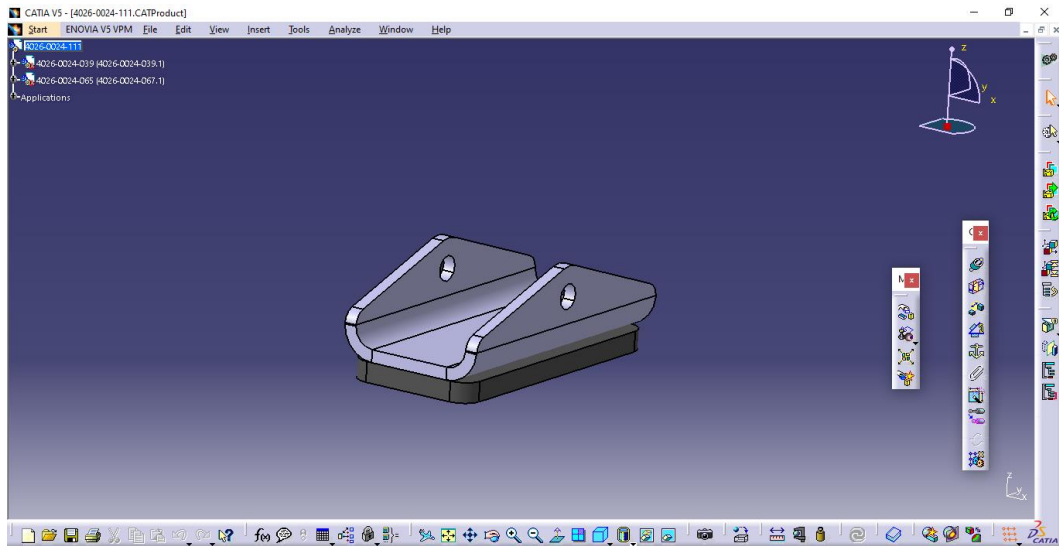 CATIA V5 - [4026-0024-111.CATProduct]
Start ENOVIA V5 VPM File Edit View Insert Tools Analyze Window Help
4026-0024-111
4026-0024-039 (4026-0024-039.1)
4026-0024-065 (4026-0024-067.1)
Applications
z
y
x
z
y
x
CATIA